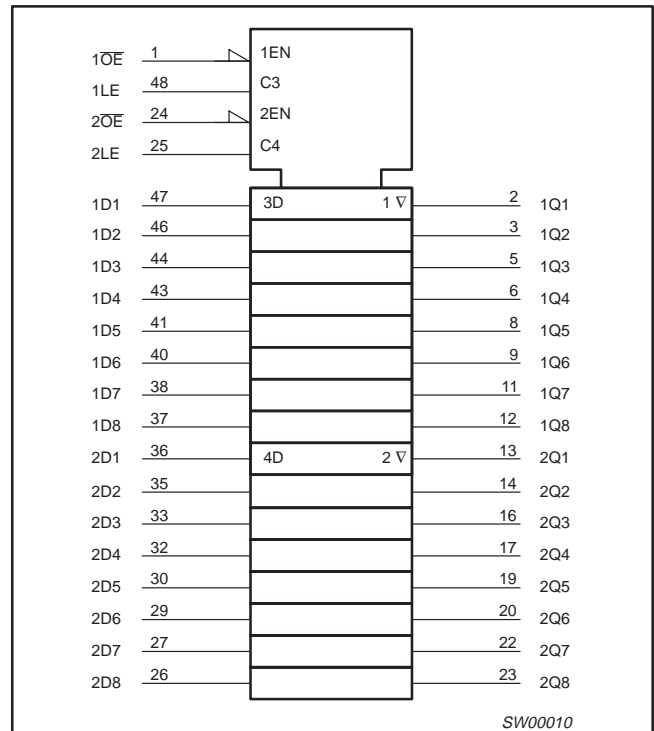 1O̅E̅ 1 1EN
1LE 48 C3
2O̅E̅ 24 2EN
2LE 25 C4
1D1 47 3D 1 ∇ 2 1Q1
1D2 46 3 1Q2
1D3 44 5 1Q3
1D4 43 6 1Q4
1D5 41 8 1Q5
1D6 40 9 1Q6
1D7 38 11 1Q7
1D8 37 12 1Q8
2D1 36 4D 2 ∇ 13 2Q1
2D2 35 14 2Q2
2D3 33 16 2Q3
2D4 32 17 2Q4
2D5 30 19 2Q5
2D6 29 20 2Q6
2D7 27 22 2Q7
2D8 26 23 2Q8
SW00010